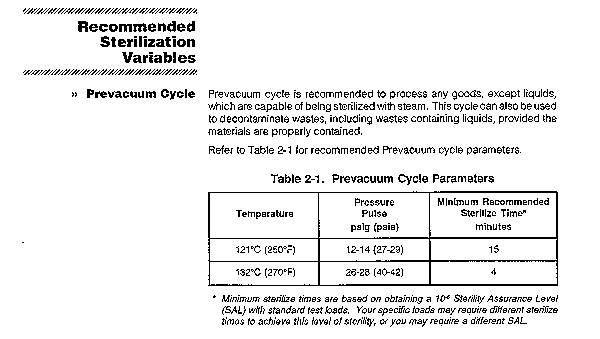 Recommended
Sterilization
Variables
» Prevacuum Cycle
Prevacuum cycle is recommended to process any goods, except liquids,
which are capable of being sterilized with steam. This cycle can also be used
to decontaminate wastes, including wastes containing liquids, provided the
materials are properly contained.
Refer to Table 2-1 for recommended Prevacuum cycle parameters.
Table 2-1. Prevacuum Cycle Parameters
Temperature
Pressure
Pulse
psig (psia)
Minimum Recommended
Sterilize Time*
minutes
121°C (250°F)
12-14 (27-29)
15
132°C (270°F)
26-28 (40-42)
4
* Minimum sterilize times are based on obtaining a 10⁻⁶ Sterility Assurance Level
(SAL) with standard test loads. Your specific loads may require different sterilize
times to achieve this level of sterility, or you may require a different SAL.